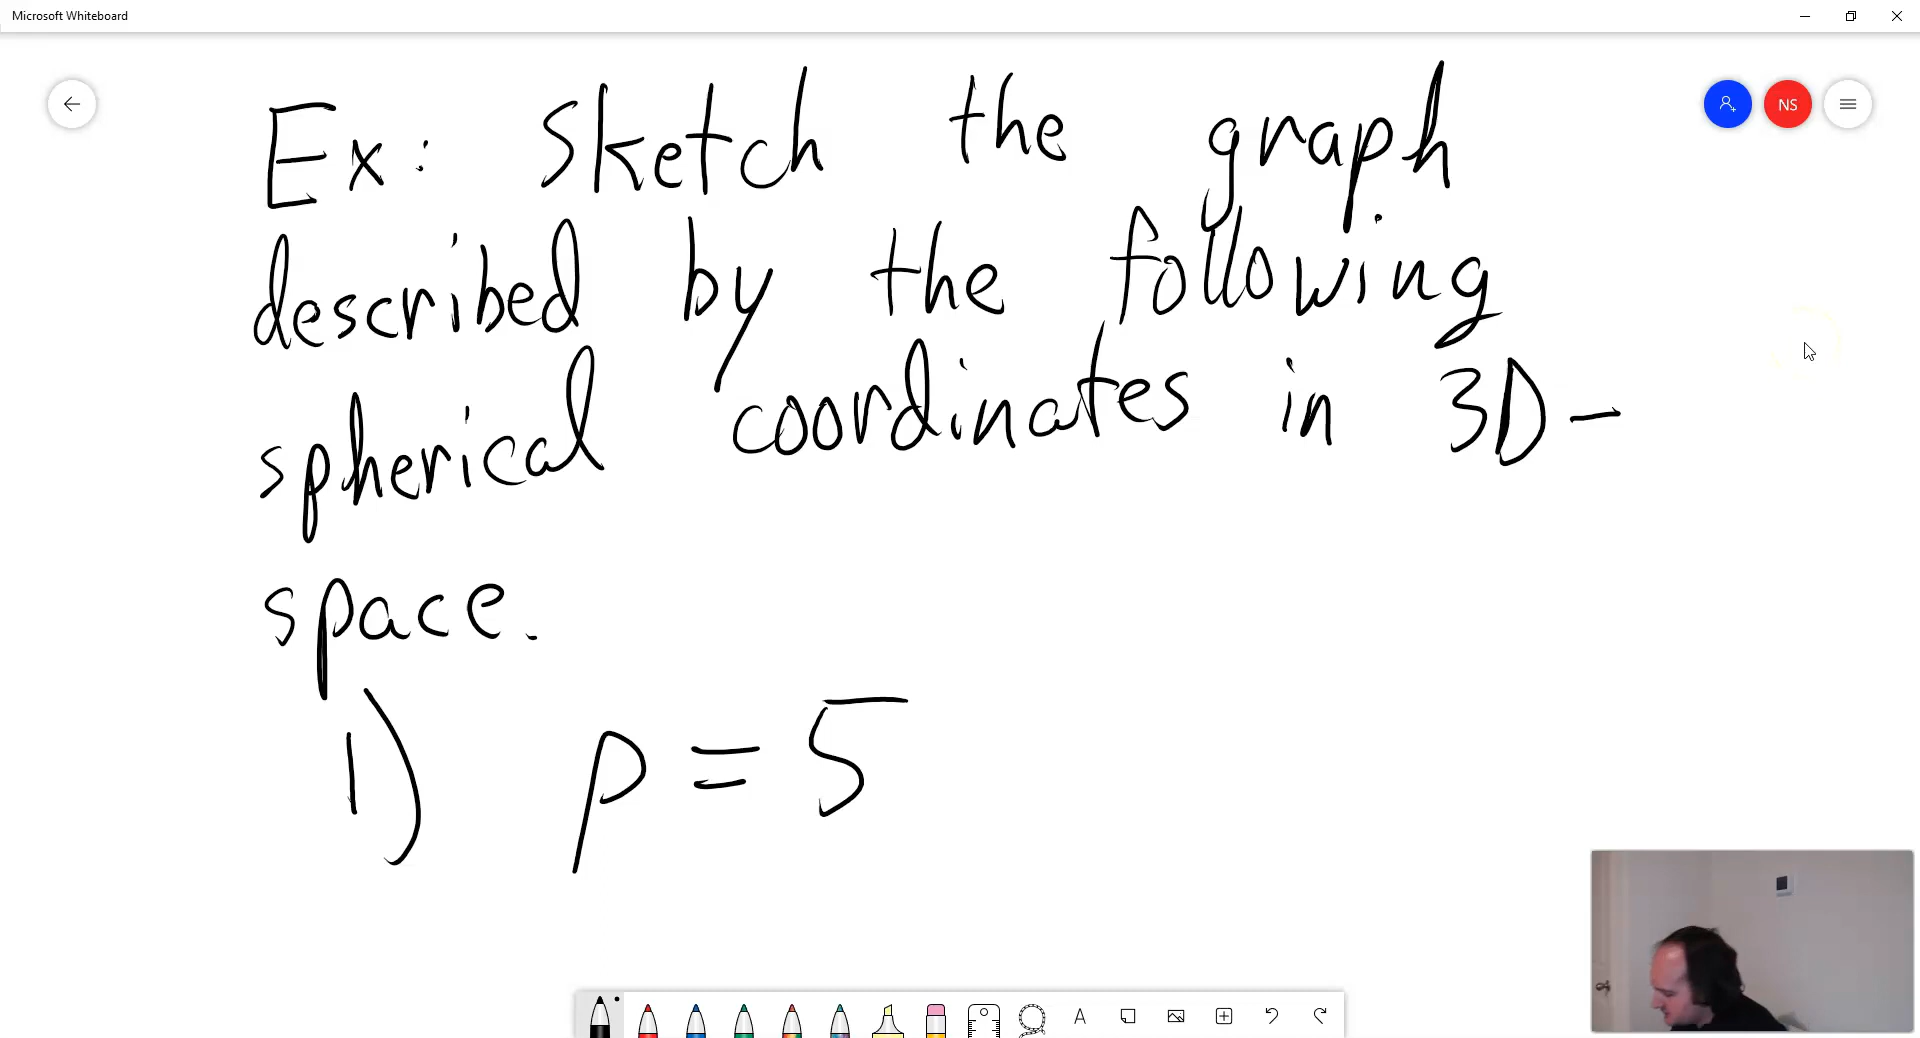 Microsoft Whiteboard
NS
Ex: Sketch the graph
described by the following
spherical coordinates in 3D-
space.
1) ρ = 5
A